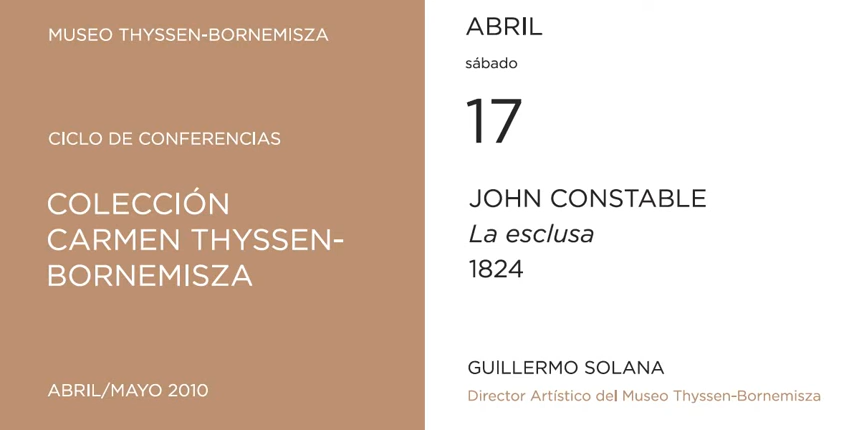 MUSEO THYSSEN-BORNEMISZA
CICLO DE CONFERENCIAS
COLECCIÓN
CARMEN THYSSEN-
BORNEMISZA
ABRIL/MAYO 2010
ABRIL
sábado
17
JOHN CONSTABLE
La esclusa
1824
GUILLERMO SOLANA
Director Artístico del Museo Thyssen-Bornemisza